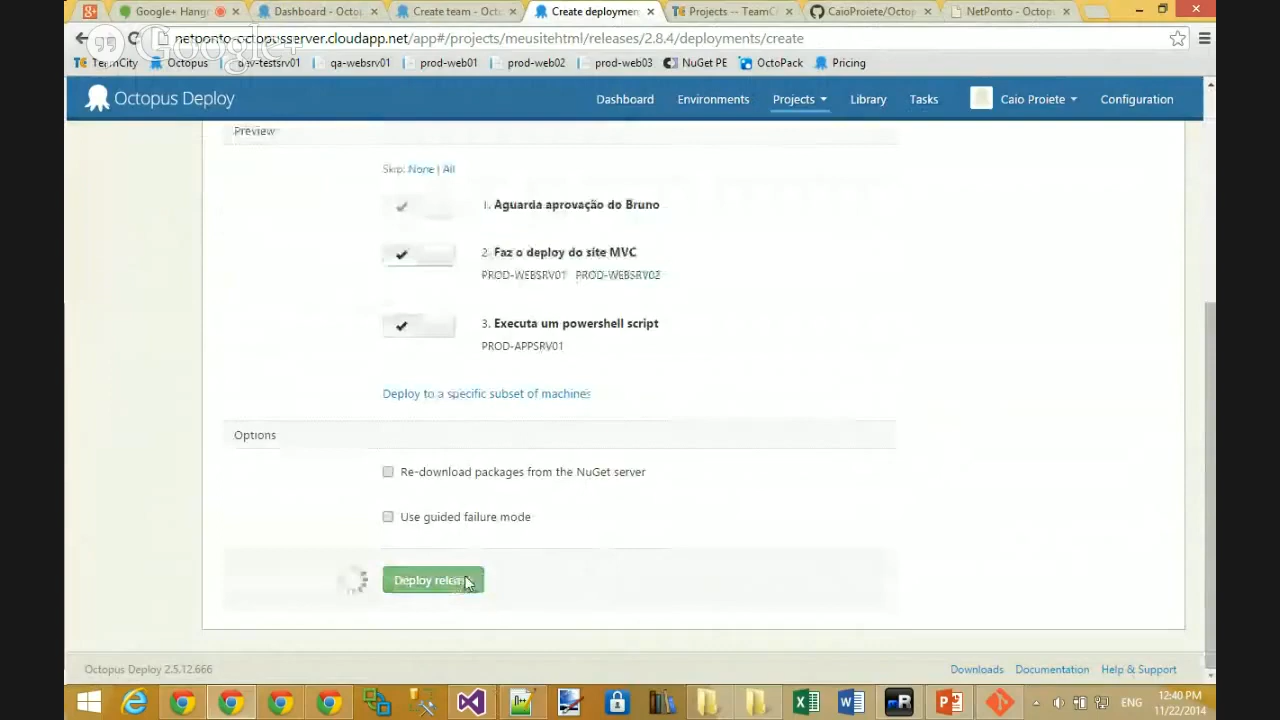 Google+ Hang
Dashboard - Octop
Create team - Octo
Create deployment
Projects -- TeamC
CaioProiete/Octop
NetPonto - Octopu
netponto-octopusserver.cloudapp.net/app#/projects/meusitehtml/releases/2.8.4/deployments/create
Google+
TeamCity
Octopus
dev-testsrv01
qa-websrv01
prod-web01
prod-web02
prod-web03
NuGet PE
OctoPack
Pricing
Octopus Deploy
Dashboard
Environments
Projects
Library
Tasks
Caio Proiete
Configuration
Preview
Skip: None | All
1. Aguarda aprovação do Bruno
2. Faz o deploy do site MVC
PROD-WEBSRV01 PROD-WEBSRV02
3. Executa um powershell script
PROD-APPSRV01
Deploy to a specific subset of machines
Options
Re-download packages from the NuGet server
Use guided failure mode
Deploy release
Octopus Deploy 2.5.12.666
Downloads
Documentation
Help & Support
ENG
12:40 PM
11/22/2014